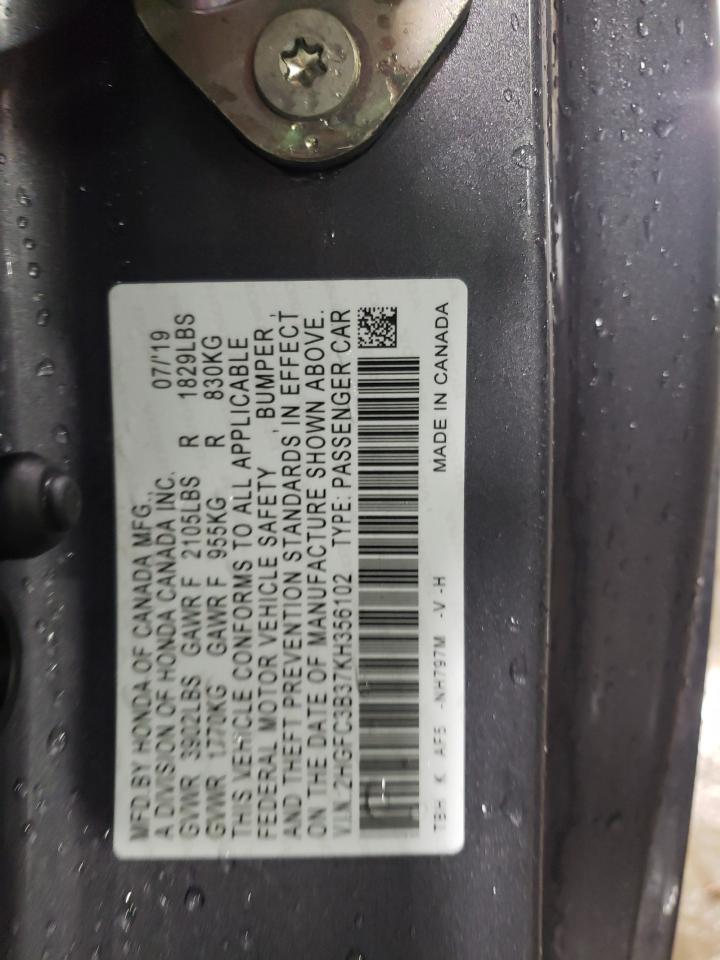 MFD.BY HONDA OF CANADA MFG.,
A DIVISION OF HONDA CANADA INC. 07/'19
GVWR 3902LBS GAWR F 2105LBS R 1829LBS
GVWR 1770KG GAWR F 955KG R 830KG
THIS VEHICLE CONFORMS TO ALL APPLICABLE
FEDERAL MOTOR VEHICLE SAFETY , BUMPER ,
AND THEFT PREVENTION STANDARDS IN EFFECT
ON THE DATE OF MANUFACTURE SHOWN ABOVE.
V.I.N. 2HGFC3B37KH356102 TYPE: PASSENGER CAR
TBH K AF5 -NH797M -V -H MADE IN CANADA